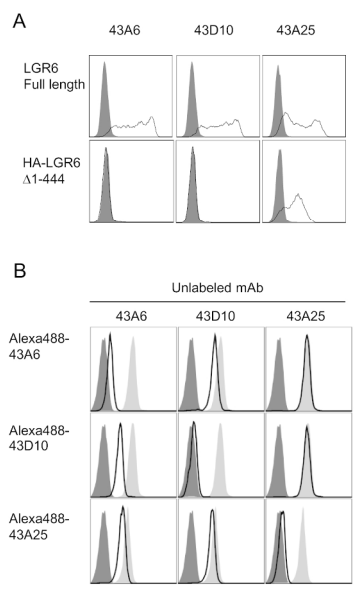 A
43A6 43D10 43A25
LGR6
Full length
HA-LGR6
Δ1-444
B
Unlabeled mAb
43A6 43D10 43A25
Alexa488-
43A6
Alexa488-
43D10
Alexa488-
43A25